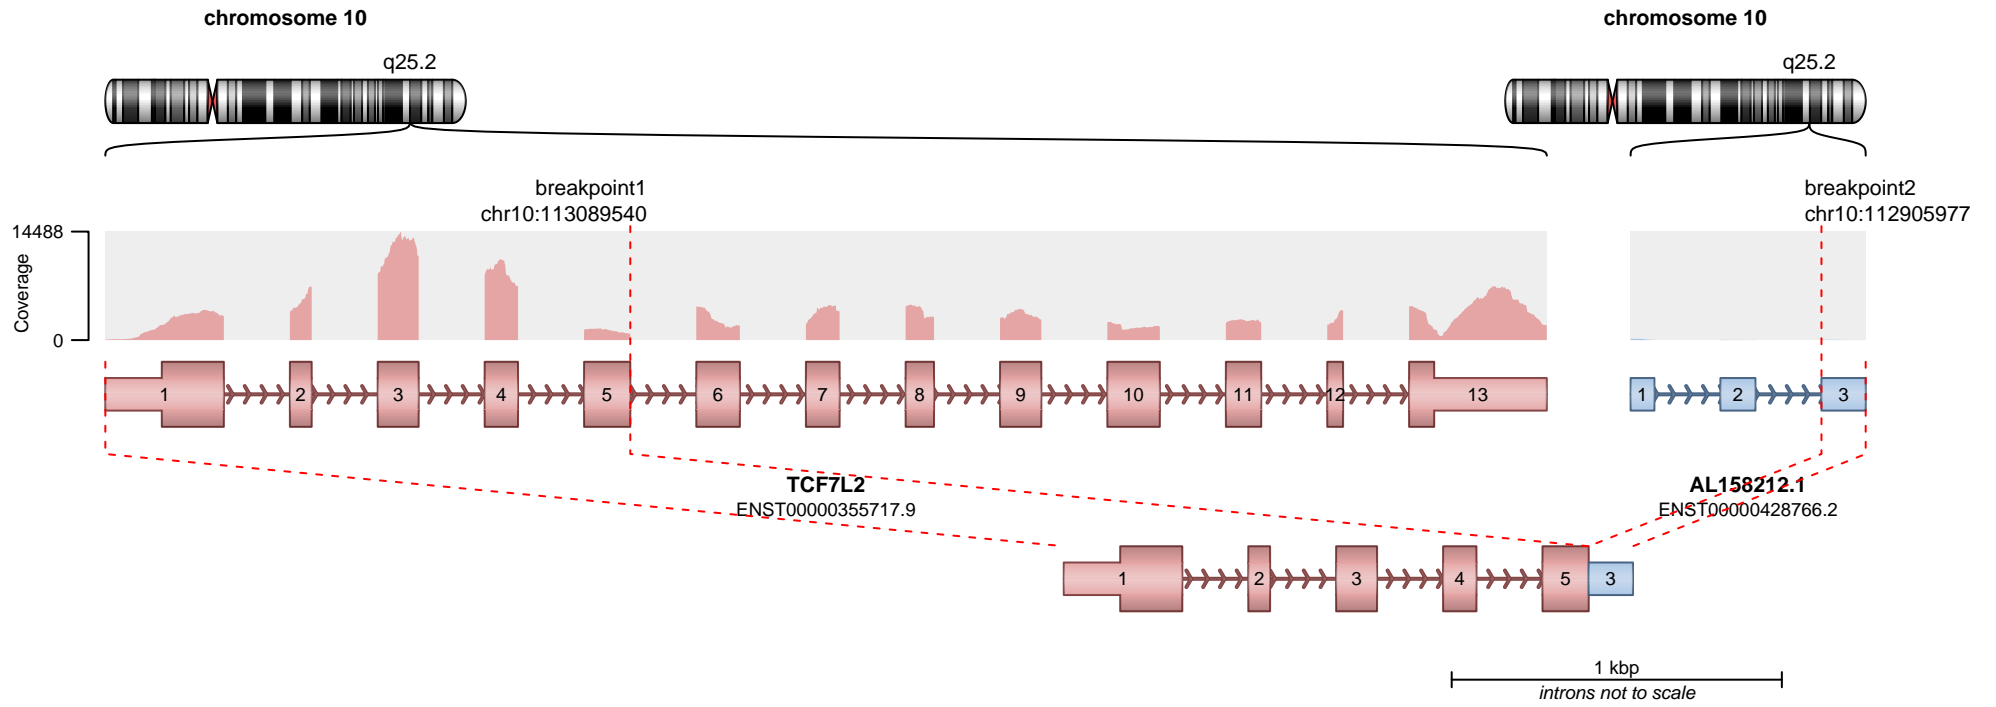 chromosome 10
chromosome 10
q25.2
q25.2
breakpoint1
chr10:113089540
breakpoint2
chr10:112905977
14488
Coverage
0
1 2 3 4 5 6 7 8 9 10 11 12 13
1 2 3
TCF7L2
ENST00000355717.9
AL158212.1
ENST00000428766.2
1 2 3 4 5 3
1 kbp
introns not to scale